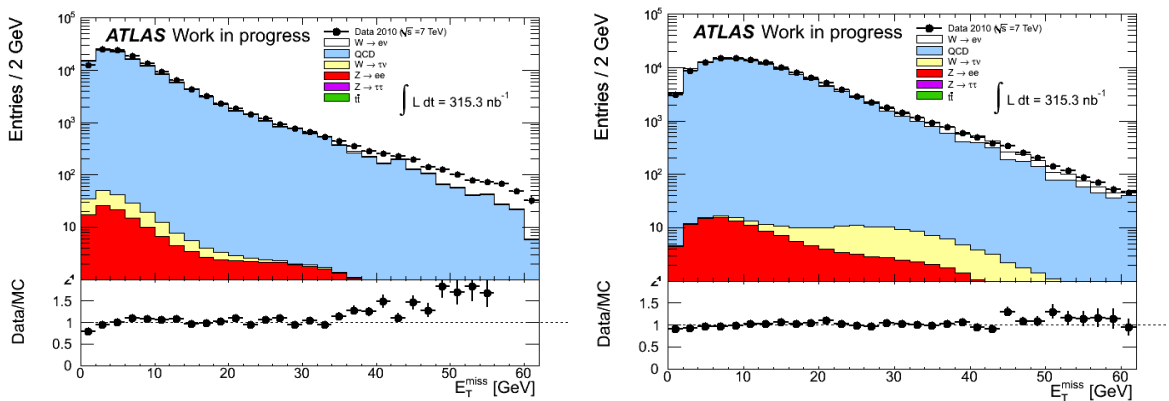 ATLAS Work in progress
Data 2010 (√s =7 TeV)
W → eν
QCD
W → τν
Z → ee
Z → ττ
tt̄
∫ L dt = 315.3 nb⁻¹
Entries / 2 GeV
10⁵
10⁴
10³
10²
10
1
Data/MC
1.5
1
0.5
0
0 10 20 30 40 50 60
E_T^miss [GeV]
ATLAS Work in progress
Data 2010 (√s =7 TeV)
W → eν
QCD
W → τν
Z → ee
Z → ττ
tt̄
∫ L dt = 315.3 nb⁻¹
Entries / 2 GeV
10⁵
10⁴
10³
10²
10
Data/MC
1.5
1
0.5
0
0 10 20 30 40 50 60
E_T^miss [GeV]